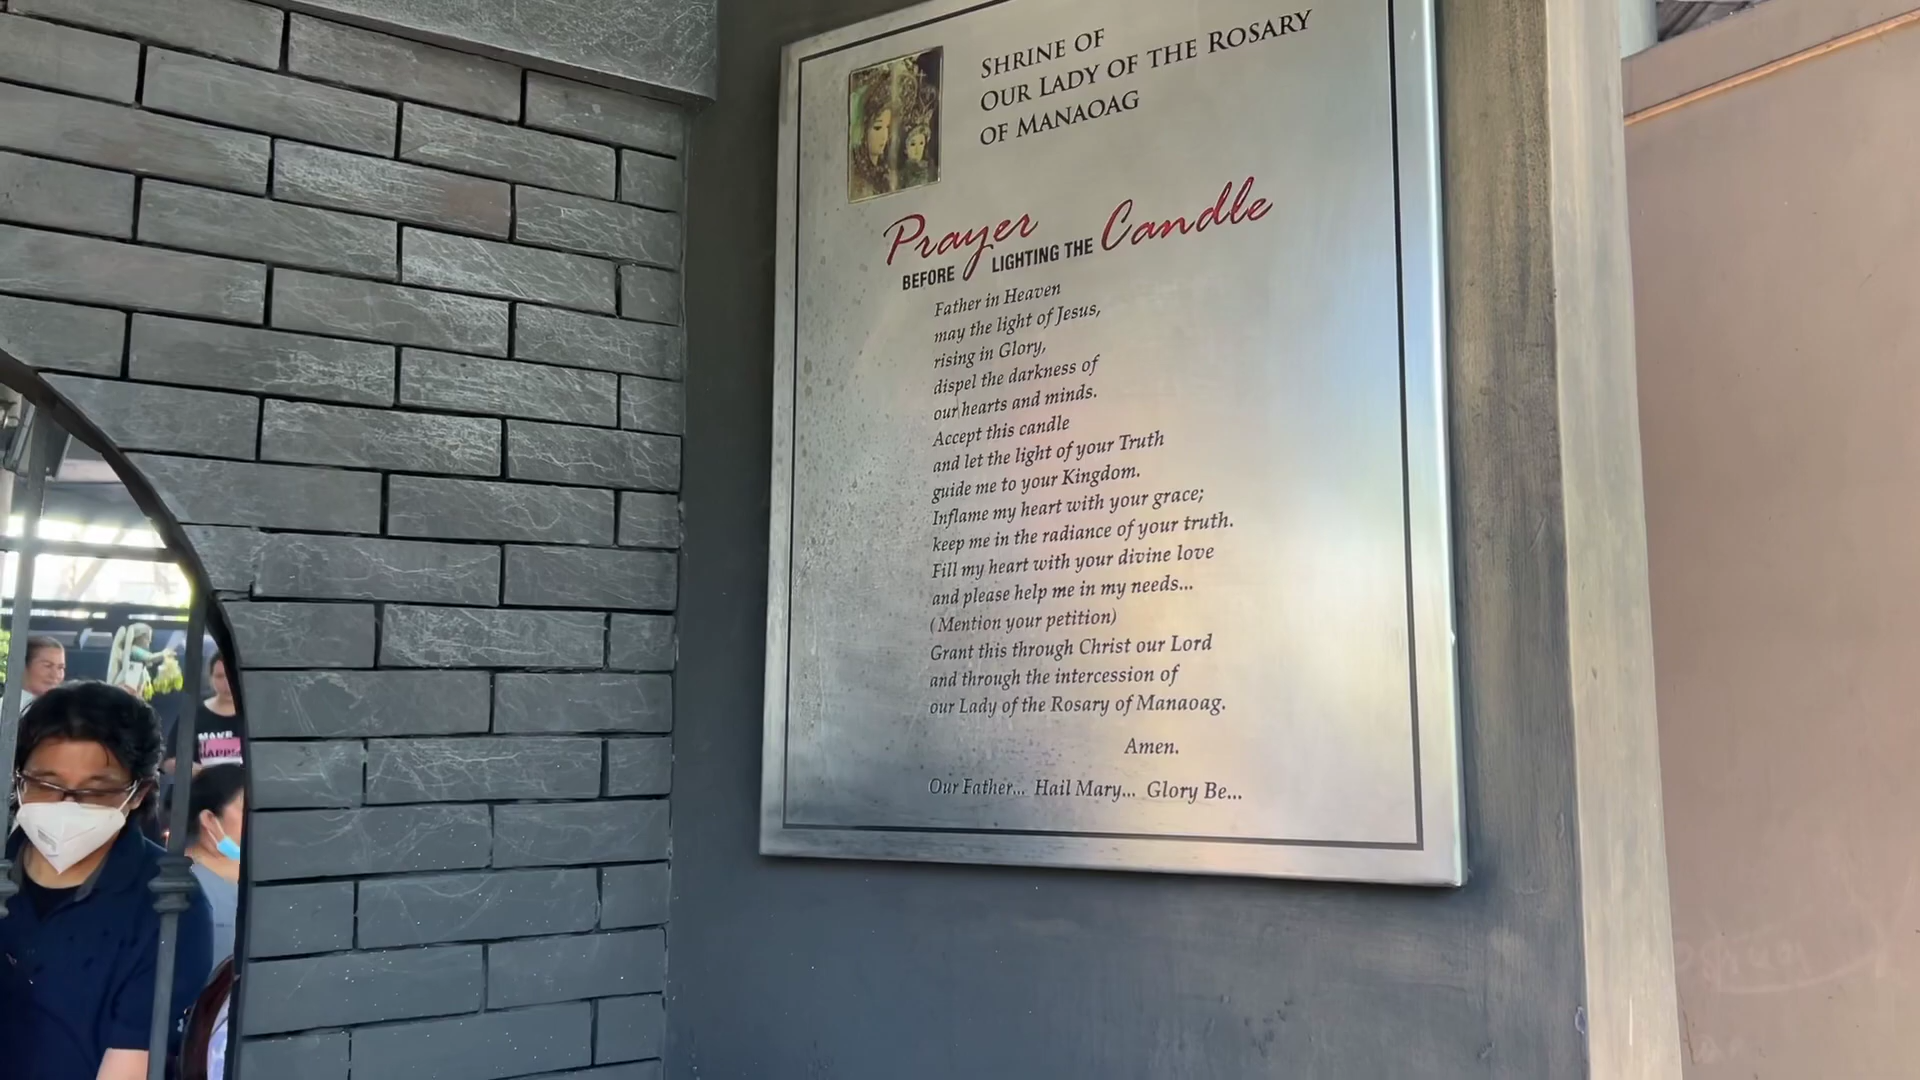 SHRINE OF
OUR LADY OF THE ROSARY
OF MANAOAG
Prayer
BEFORE LIGHTING THE Candle
Father in Heaven
may the light of Jesus,
rising in Glory,
dispel the darkness of
our hearts and minds.
Accept this candle
and let the light of your Truth
guide me to your Kingdom.
Inflame my heart with your grace;
keep me in the radiance of your truth.
Fill my heart with your divine love
and please help me in my needs...
(Mention your petition)
Grant this through Christ our Lord
and through the intercession of
our Lady of the Rosary of Manaoag.
Amen.
Our Father... Hail Mary... Glory Be...
MAKE